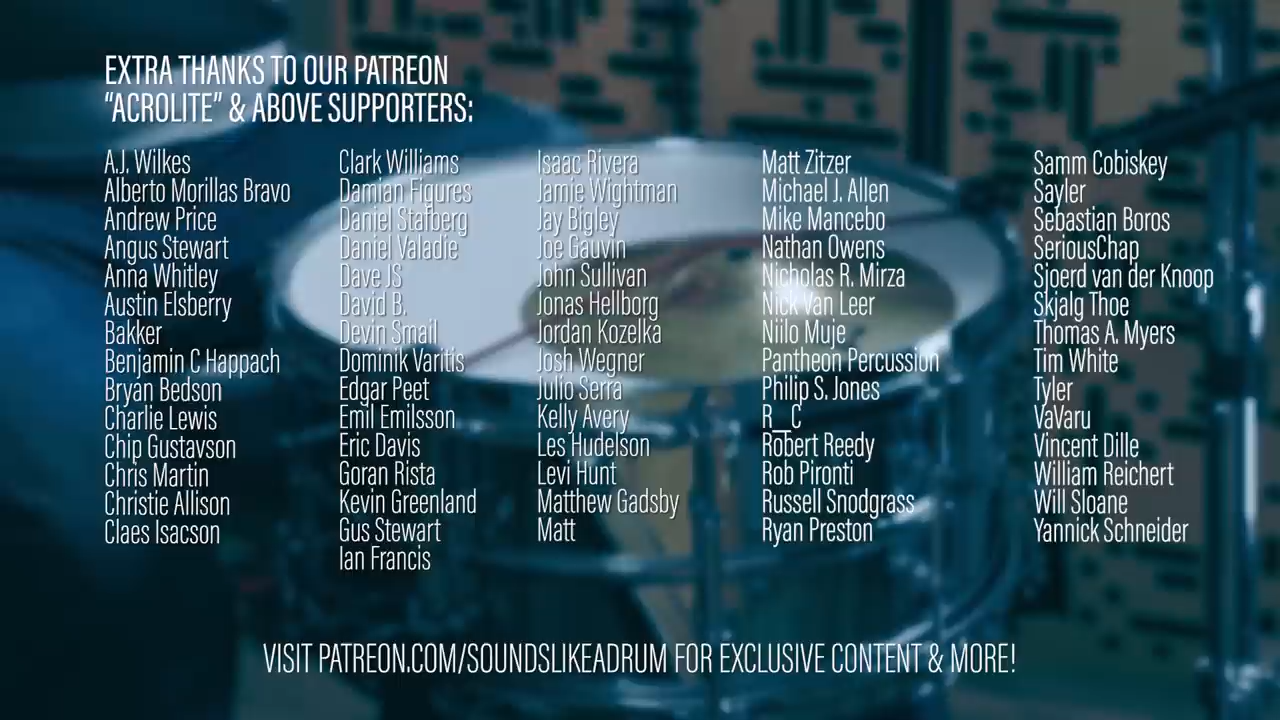 EXTRA THANKS TO OUR PATREON
“ACROLITE” & ABOVE SUPPORTERS:
A.J. Wilkes
Alberto Morillas Bravo
Andrew Price
Angus Stewart
Anna Whitley
Austin Elsberry
Bakker
Benjamin C Happach
Bryan Bedson
Charlie Lewis
Chip Gustavson
Chris Martin
Christie Allison
Claes Isacson
Clark Williams
Damian Figures
Daniel Stafberg
Daniel Valadie
Dave JS
David B.
Devin Smail
Dominik Varitis
Edgar Peet
Emil Emilsson
Eric Davis
Goran Rista
Kevin Greenland
Gus Stewart
Ian Francis
Isaac Rivera
Jamie Wightman
Jay Bigley
Joe Gauvin
John Sullivan
Jonas Hellborg
Jordan Kozelka
Josh Wegner
Julio Serra
Kelly Avery
Les Hudelson
Levi Hunt
Matthew Gadsby
Matt
Matt Zitzer
Michael J. Allen
Mike Mancebo
Nathan Owens
Nicholas R. Mirza
Nick Van Leer
Niilo Muje
Pantheon Percussion
Philip S. Jones
R__C
Robert Reedy
Rob Pironti
Russell Snodgrass
Ryan Preston
Samm Cobiskey
Sayler
Sebastian Boros
SeriousChap
Sjoerd van der Knoop
Skjalg Thoe
Thomas A. Myers
Tim White
Tyler
VaVaru
Vincent Dille
William Reichert
Will Sloane
Yannick Schneider
VISIT PATREON.COM/SOUNDSLIKEADRUM FOR EXCLUSIVE CONTENT & MORE!